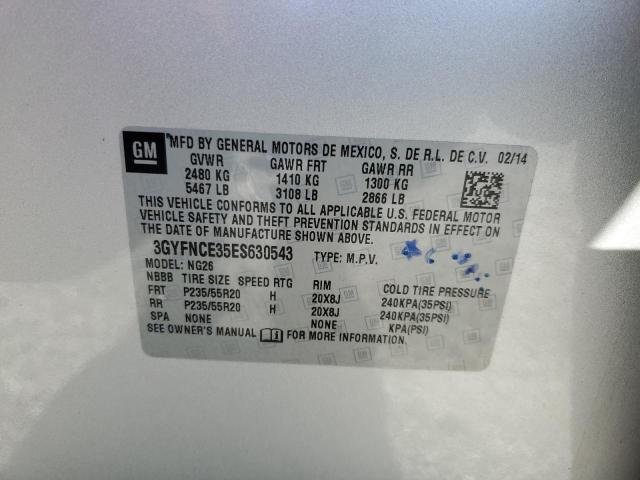 GM
MFD BY GENERAL MOTORS DE MEXICO, S. DE R.L. DE C.V. 02/14
GVWR GAWR FRT GAWR RR
2480 KG 1410 KG 1300 KG
5467 LB 3108 LB 2866 LB
THIS VEHICLE CONFORMS TO ALL APPLICABLE U.S. FEDERAL MOTOR
VEHICLE SAFETY AND THEFT PREVENTION STANDARDS IN EFFECT ON
THE DATE OF MANUFACTURE SHOWN ABOVE.
3GYFNCE35ES630543 TYPE: M.P.V.
MODEL: NG26
NBBB TIRE SIZE SPEED RTG RIM COLD TIRE PRESSURE
FRT P235/55R20 H 20X8J 240KPA(35PSI)
RR P235/55R20 H 20X8J 240KPA(35PSI)
SPA NONE NONE KPA(PSI)
SEE OWNER'S MANUAL FOR MORE INFORMATION.